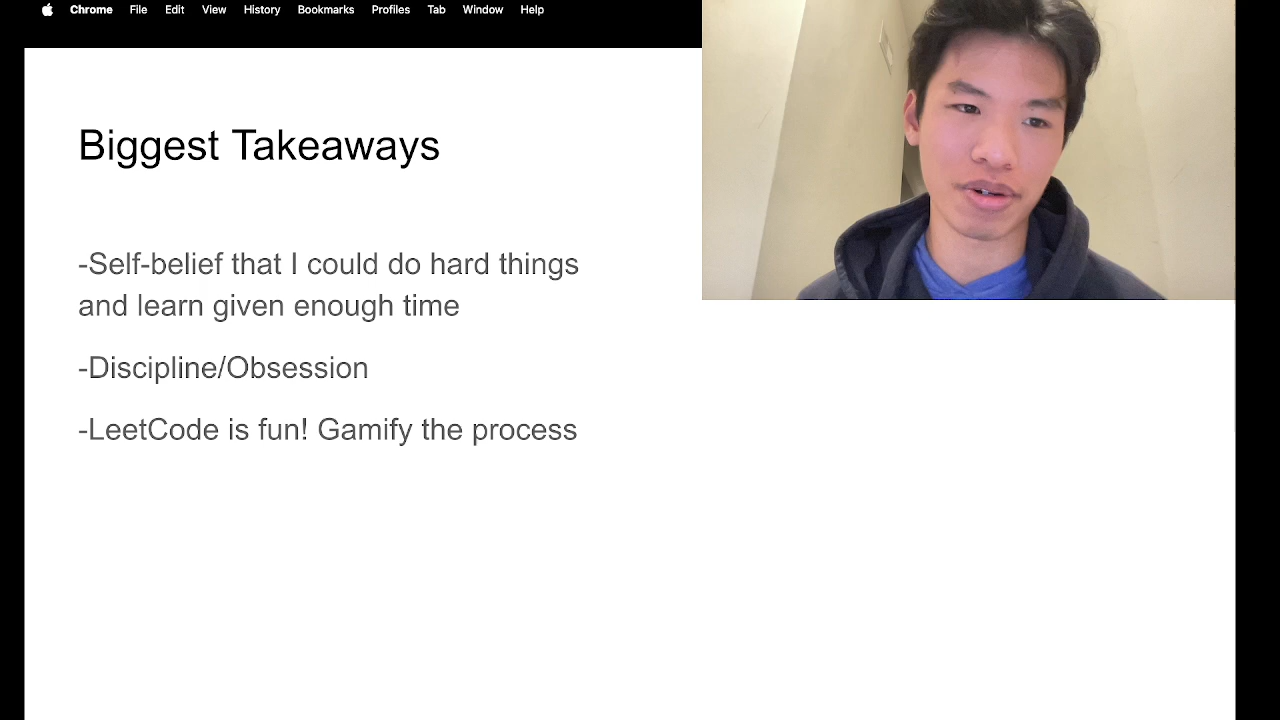 Chrome File Edit View History Bookmarks Profiles Tab Window Help
Biggest Takeaways
-Self-belief that I could do hard things
and learn given enough time
-Discipline/Obsession
-LeetCode is fun! Gamify the process